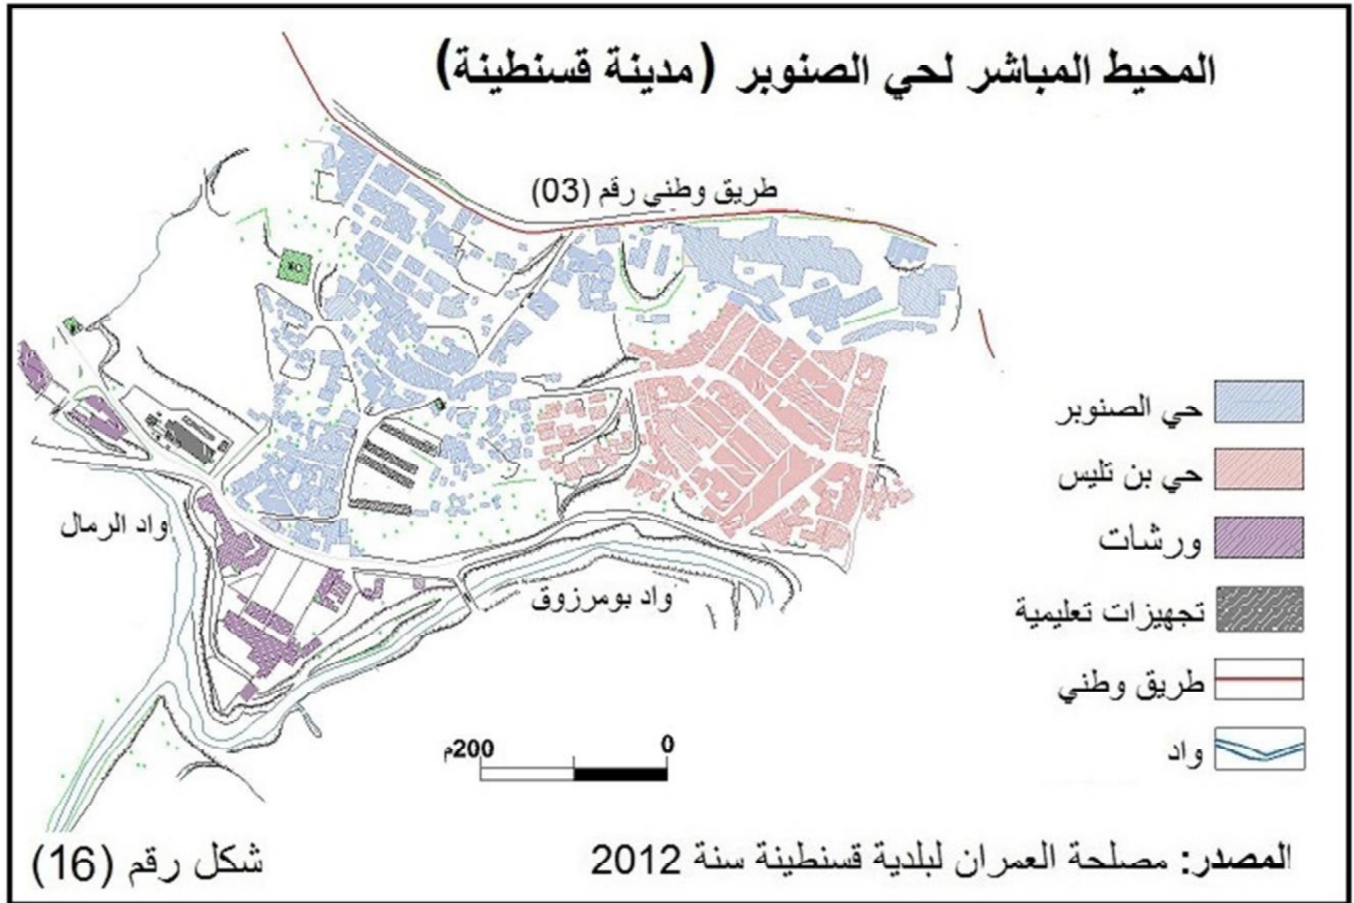 المحيط المباشر لحي الصنوبر (مدينة قسنطينة)
طريق وطني رقم (03)
حي الصنوبر
حي بن تليس
ورشات
تجهيزات تعليمية
طريق وطني
واد
واد الرمال
واد بومرزوق
0 200م
المصدر: مصلحة العمران لبلدية قسنطينة سنة 2012
شكل رقم (16)